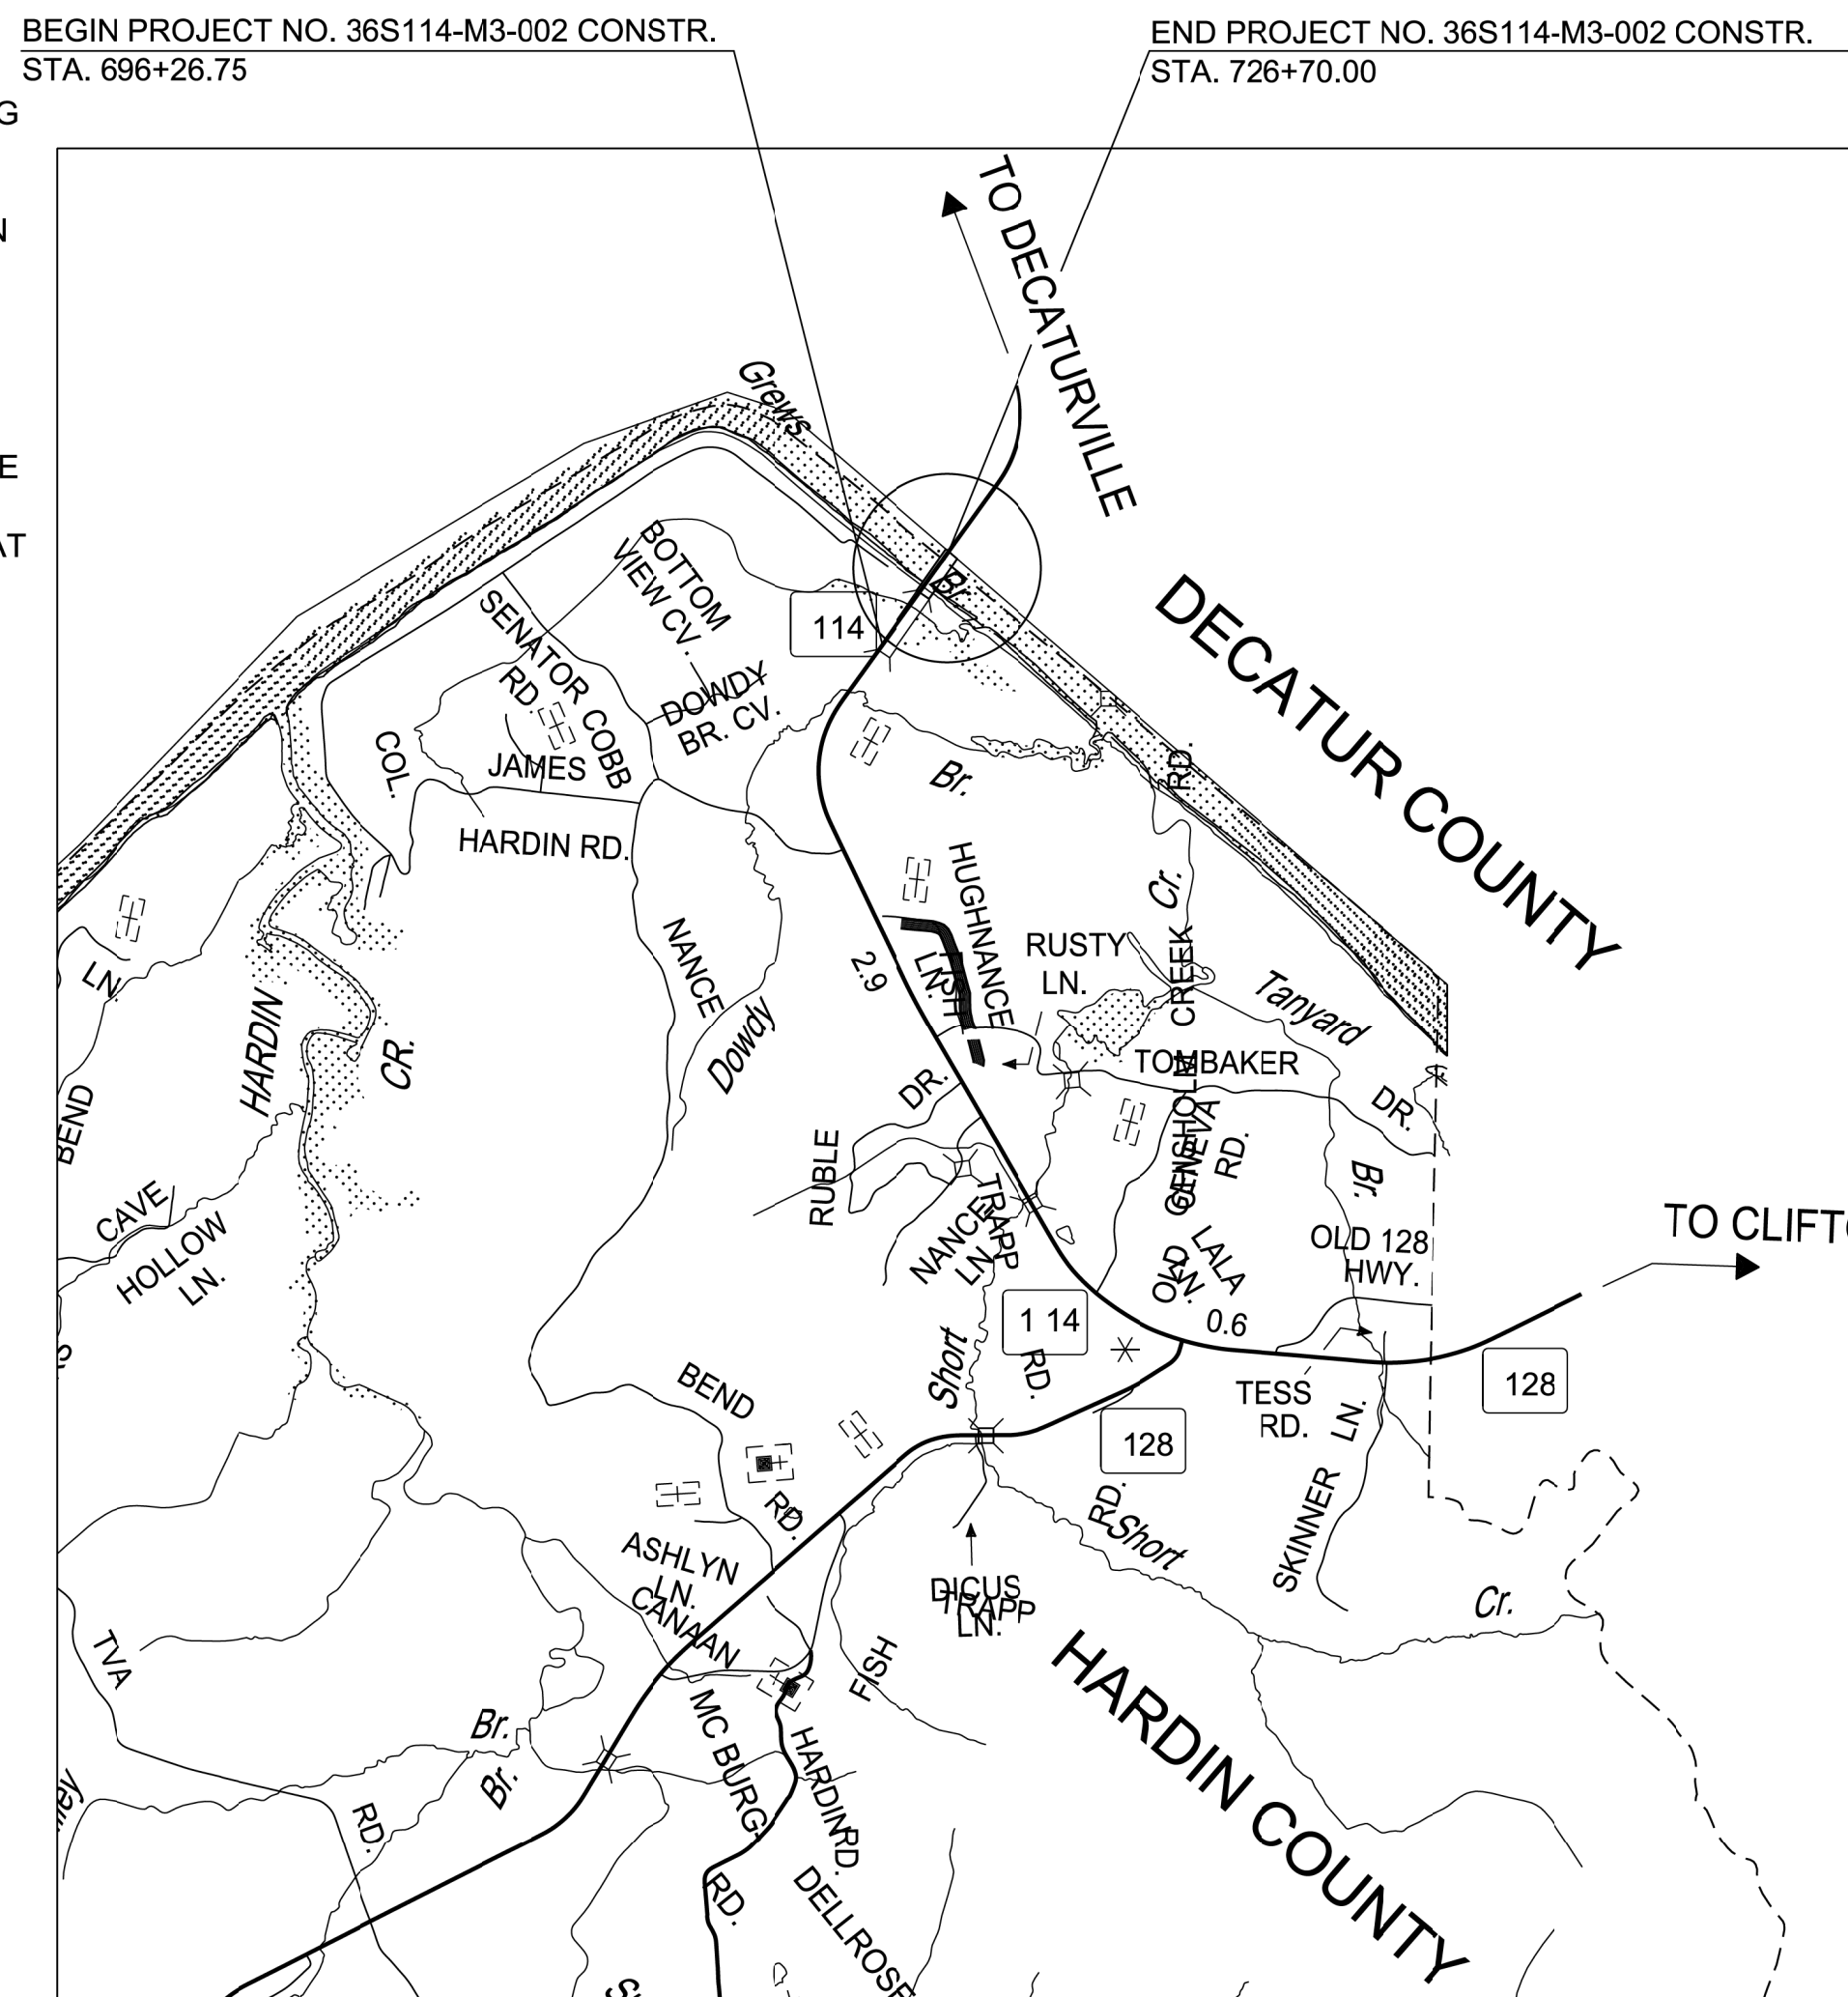 BEGIN PROJECT NO. 36S114-M3-002 CONSTR.
STA. 696+26.75
END PROJECT NO. 36S114-M3-002 CONSTR.
STA. 726+70.00
G
N
E
AT
TO DECATURVILLE
Grews
Br.
114
BOTTOM
VIEW CV.
SENATOR COBB
RD.
DOWDY
BR. CV.
COL.
JAMES
HARDIN RD.
DECATUR COUNTY
Br.
RD.
HUGHNANCE
LN.
2.9
NANCE
Dowdy
RUSTY
LN.
Cr.
CREEK
Tanyard
TOMBAKER
DR.
LN.
HARDIN
CR.
BEND
CAVE
HOLLOW
LN.
DR.
RUBLE
NANCE
LN.
TRAPP
GENEVA
RD.
OLD
LALA
LN.
Br.
OLD 128
HWY.
TO CLIFTO
1 14
0.6
Short
RD.
TESS
RD.
128
128
LN.
SKINNER
BEND
RD.
RD.
Short
Cr.
ASHLYN
LN.
CANAAN
DICUS
TRAPP
LN.
FISH
TVA
RD.
Br.
Br.
MC BURG
RD.
HARDIN
RD.
DELLROSE
HARDIN COUNTY